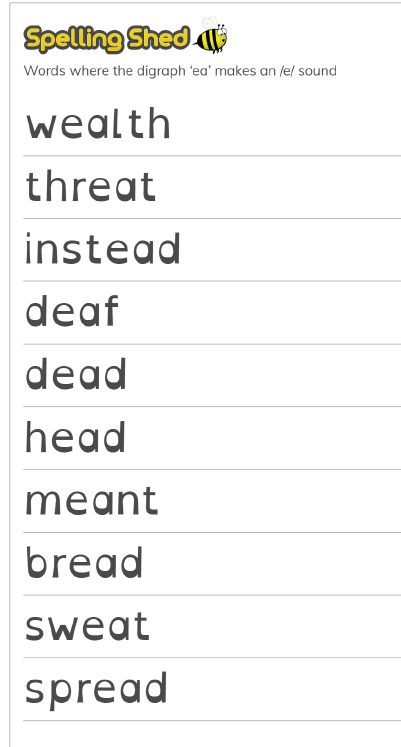 Spelling Shed
Words where the digraph ‘ea’ makes an /e/ sound
wealth
threat
instead
deaf
dead
head
meant
bread
sweat
spread